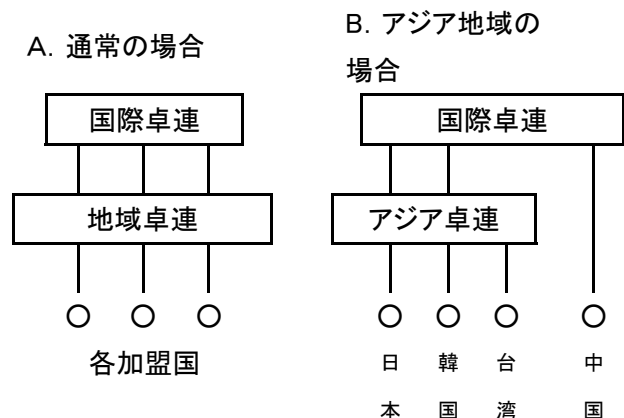 A. 通常の場合
国際卓連
地域卓連
各加盟国
B. アジア地域の
場合
国際卓連
アジア卓連
日本
韓国
台湾
中国